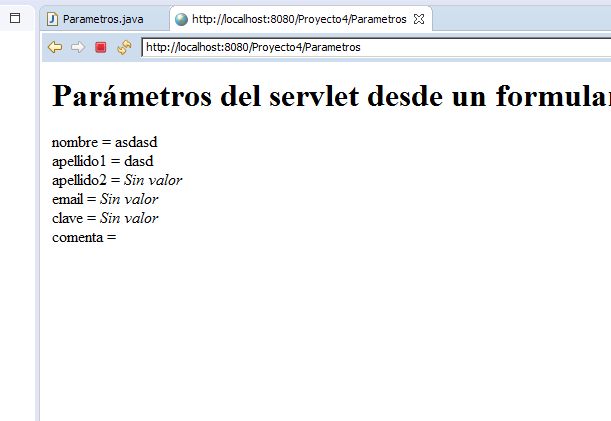 Parametros.java
http://localhost:8080/Proyecto4/Parametros
http://localhost:8080/Proyecto4/Parametros
Parámetros del servlet desde un
nombre = asdasd
apellido1 = dasd
apellido2 = Sin valor
email = Sin valor
clave = Sin valor
comenta =